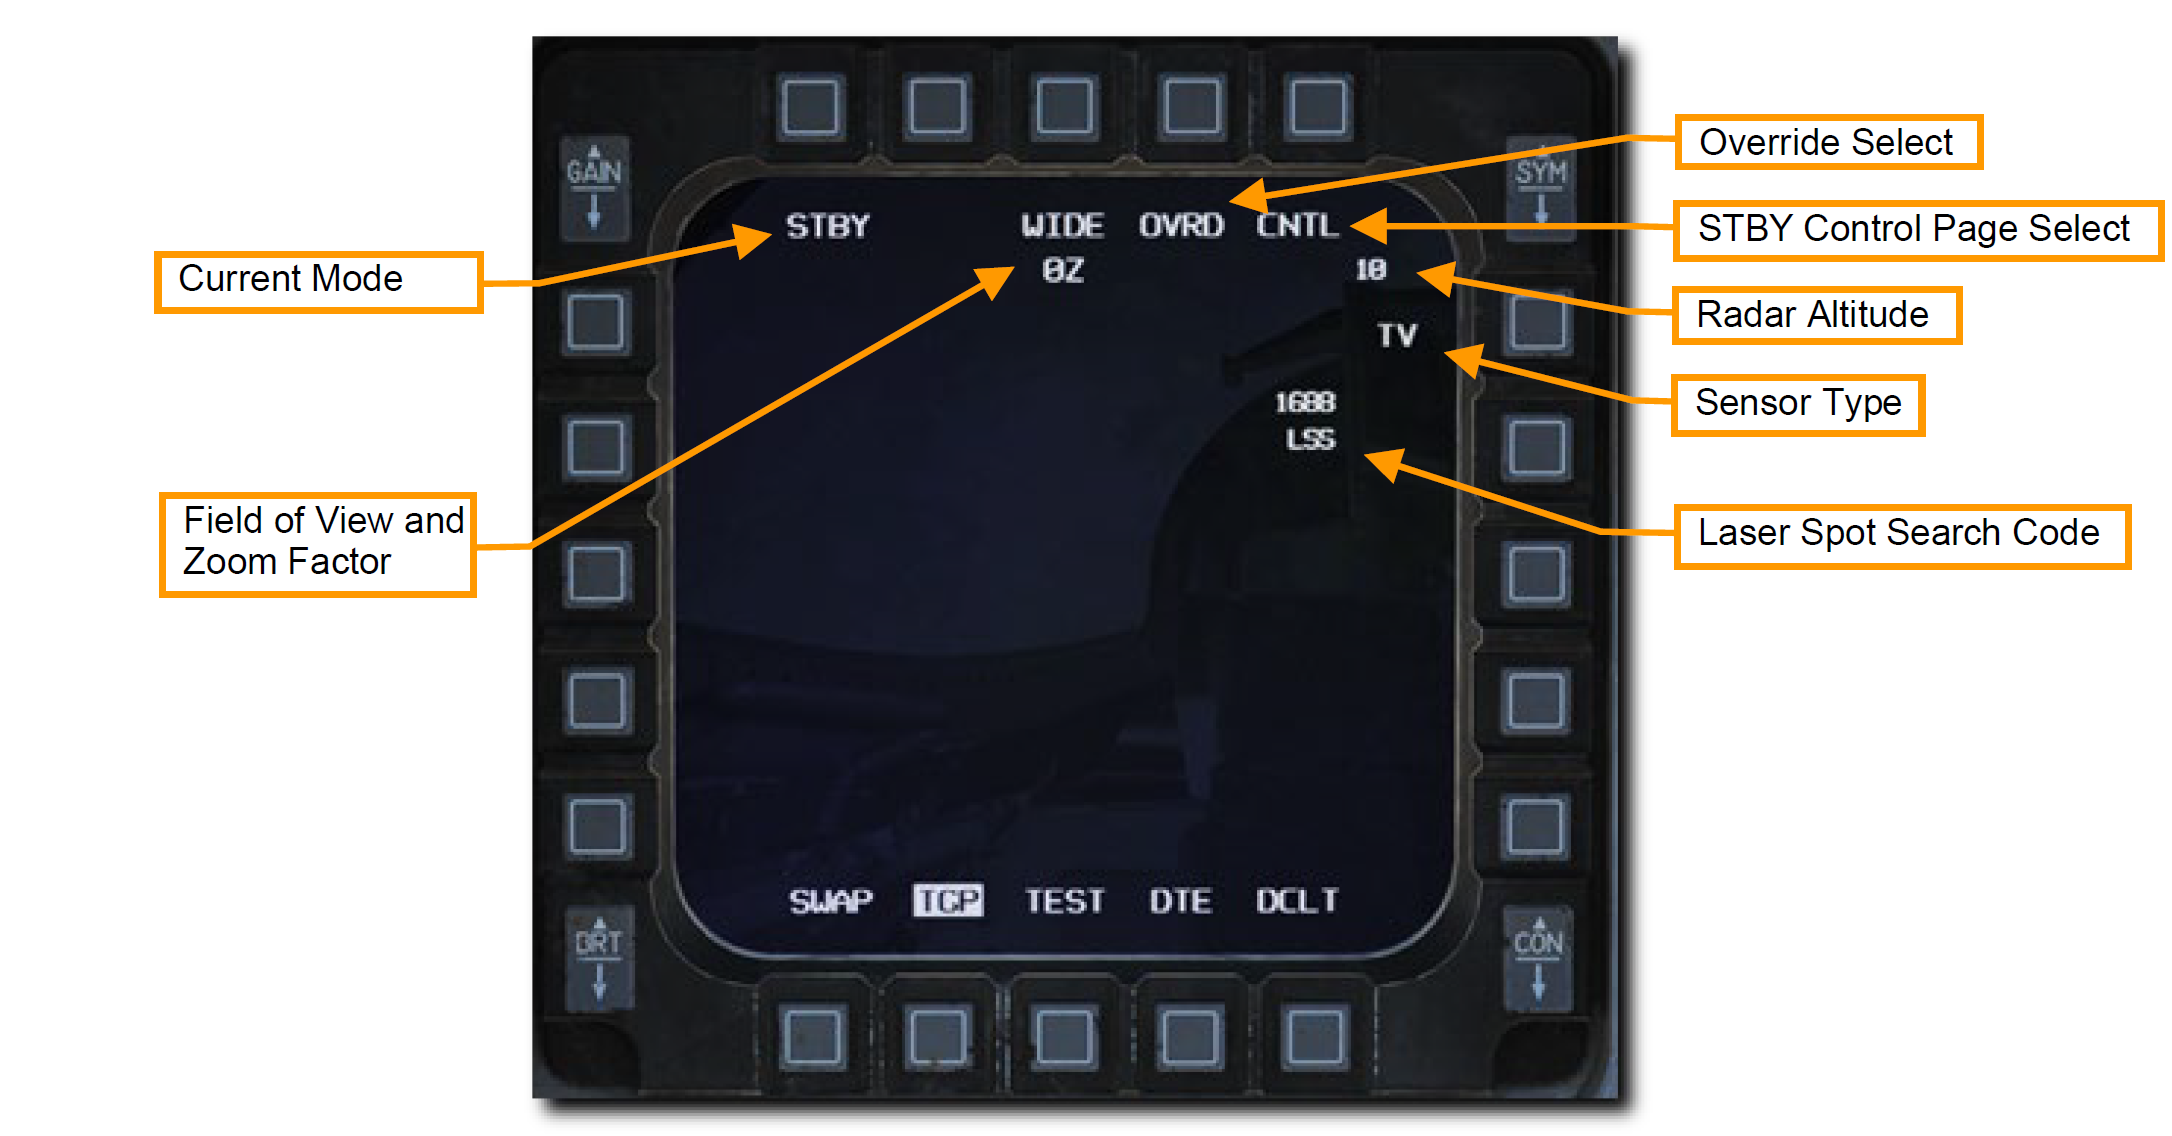 GAIN
SYM
Override Select
STBY WIDE OVRD CNTL
STBY Control Page Select
Current Mode
0Z
10
Radar Altitude
TV
Sensor Type
1688
LSS
Field of View and
Zoom Factor
Laser Spot Search Code
SWAP TCP TEST DTE DCLT
BRT
CON